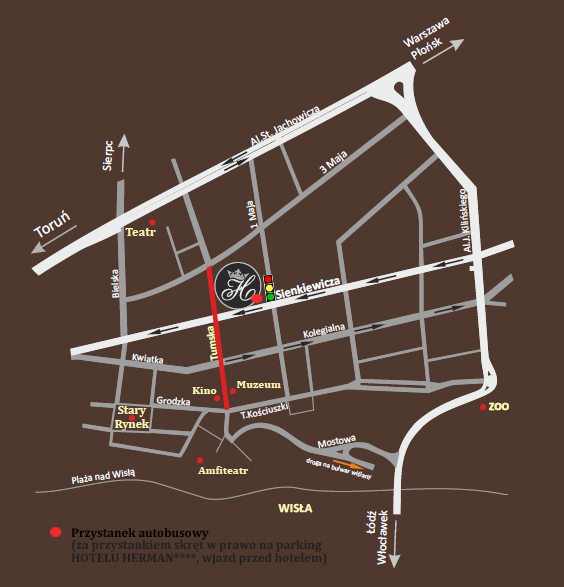 Warszawa
Płońsk
Al.St. Jachowicza
Sierpc
3 Maja
Toruń
Teatr
1 Maja
Al.J. Kilińskiego
Bielska
H
Sienkiewicza
Tumska
Kolegialna
Kwiatka
Kino
Muzeum
Grodzka
T.Kościuszki
Stary
Rynek
ZOO
Mostowa
Amfiteatr
droga na bulwar wiślany
Plaża nad Wisłą
WISŁA
Łódź
Włocławek
Przystanek autobusowy
(za przystankiem skręt w prawo na parking
HOTELU HERMAN****, wjazd przed hotelem)